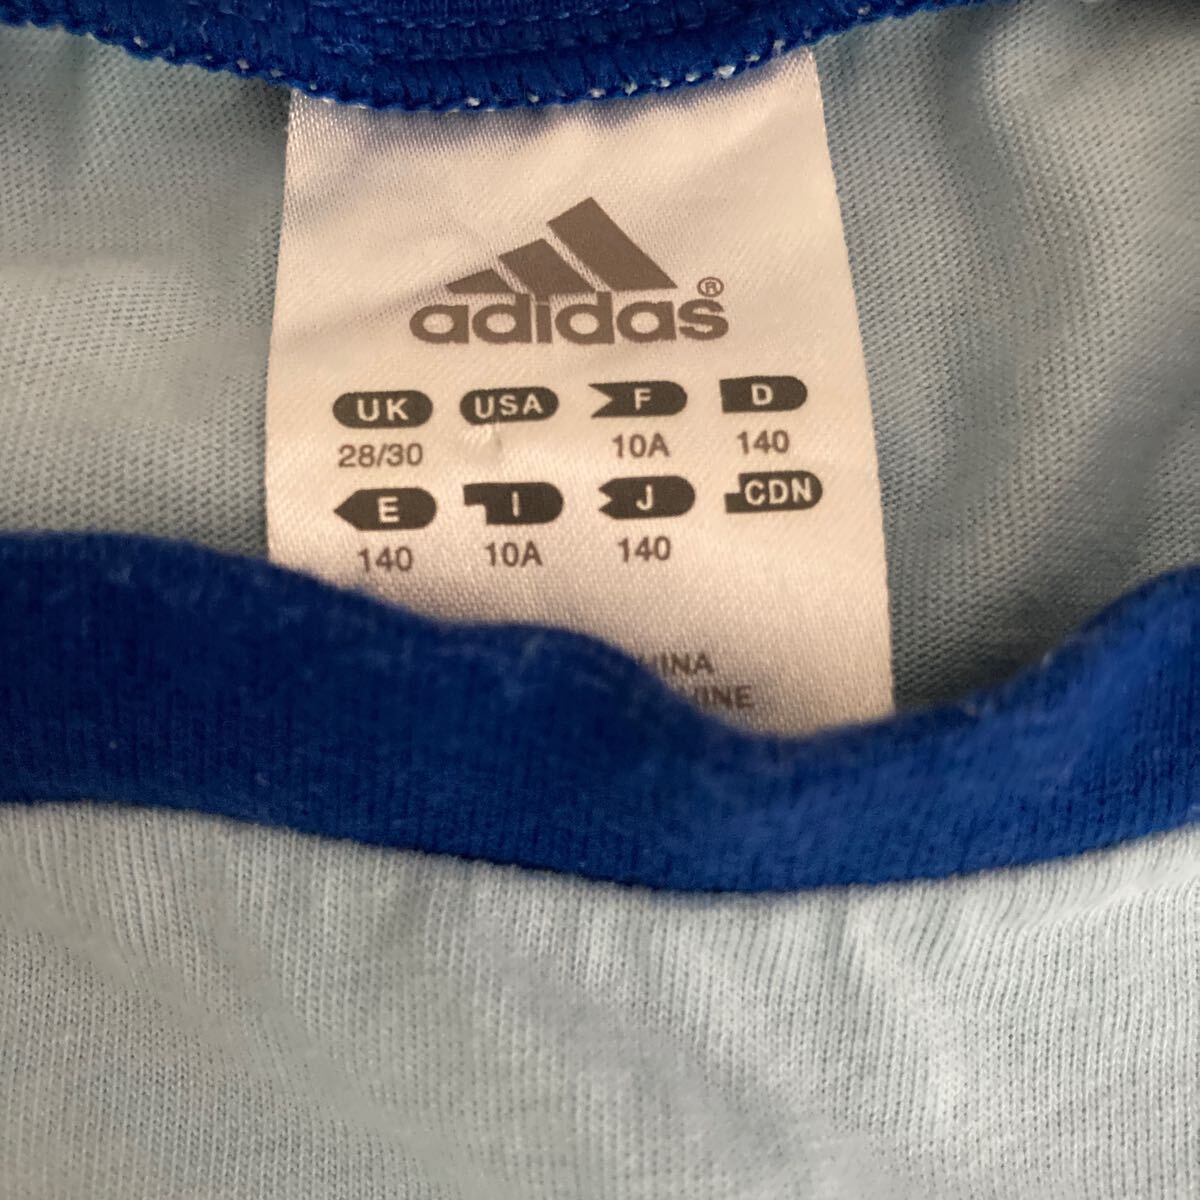 adidas®
UK USA F D
28/30 10A 140
E I J CDN
140 10A 140